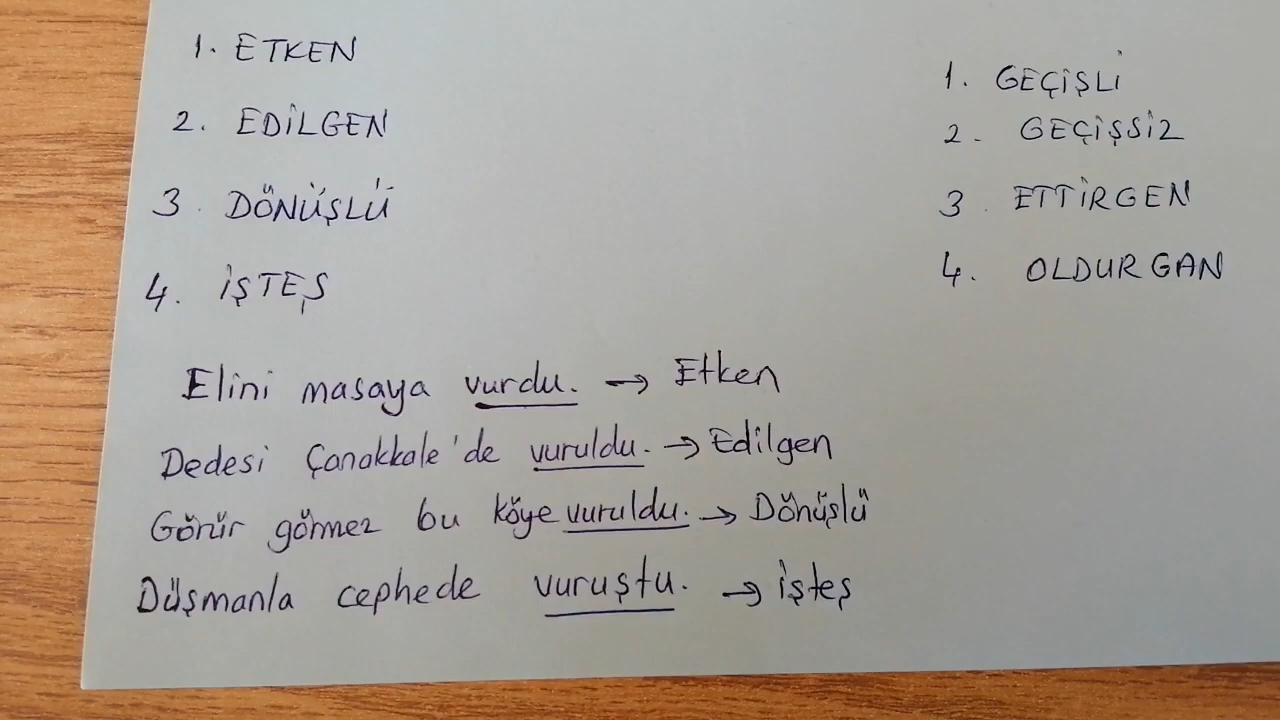 1. ETKEN
2. EDİLGEN
3. DÖNÜŞLÜ
4. İŞTEŞ
1. GEÇİŞLİ
2. GEÇİŞSİZ
3. ETTİRGEN
4. OLDURGAN
Elini masaya vurdu. → Etken
Dedesi Çanakkale'de vuruldu. → Edilgen
Görür görmez bu köye vuruldu. → Dönüşlü
Düşmanla cephede vuruştu. → İşteş